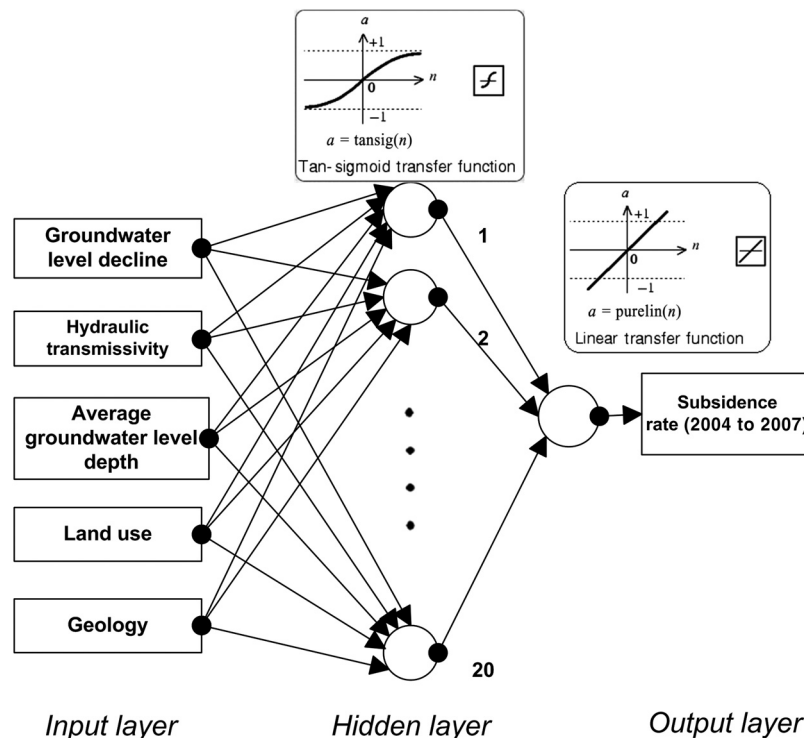 a
+1
n
0
−1
a = tansig(n)
Tan-sigmoid transfer function
a
+1
n
0
−1
a = purelin(n)
Linear transfer function
Groundwater
level decline
Hydraulic
transmissivity
Average
groundwater level
depth
Land use
Geology
1
2
20
Subsidence
rate (2004 to 2007)
Input layer
Hidden layer
Output layer